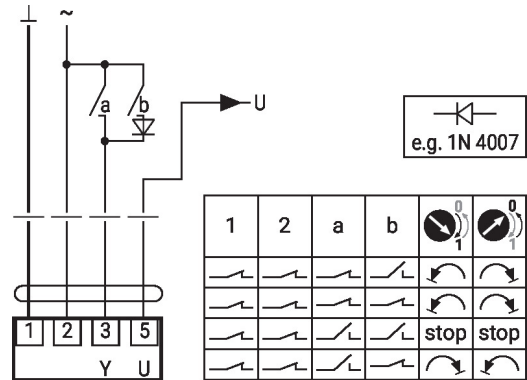 ⊥ ~
a b
U
e.g. 1N 4007
1 2 a b 0 1 0 1
stop stop
1 2 3 5
Y U